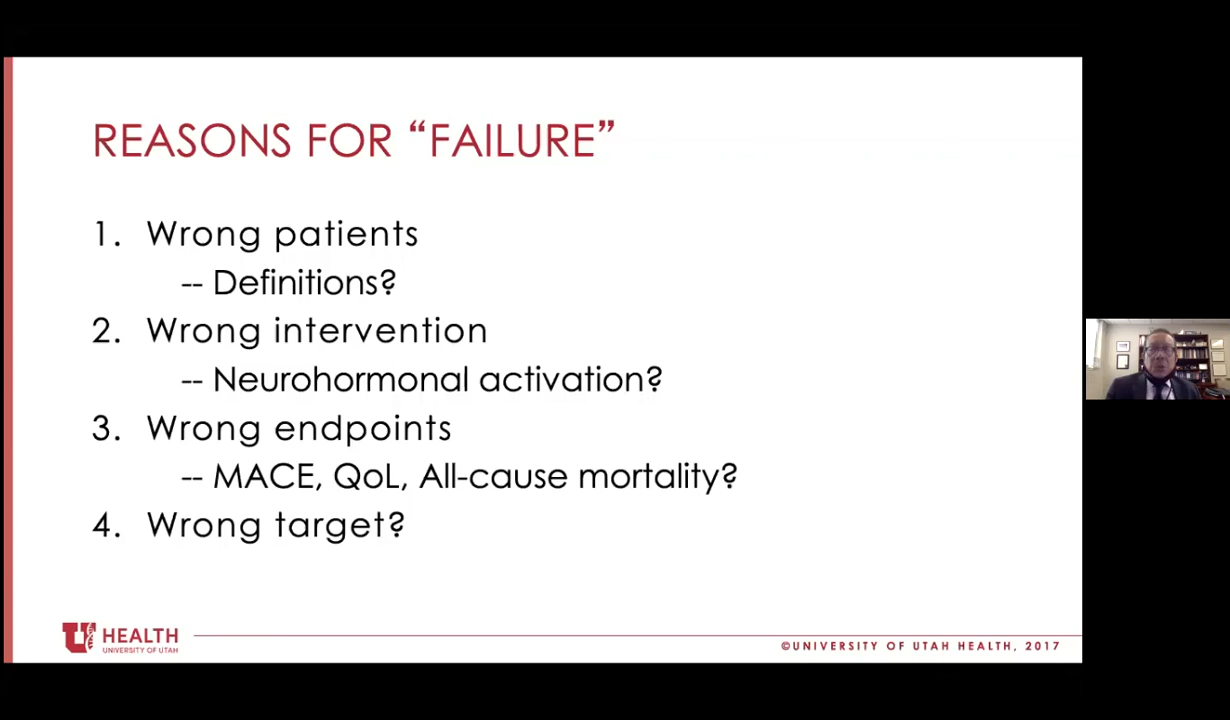 REASONS FOR “FAILURE”
1. Wrong patients
-- Definitions?
2. Wrong intervention
-- Neurohormonal activation?
3. Wrong endpoints
-- MACE, QoL, All-cause mortality?
4. Wrong target?
U HEALTH
UNIVERSITY OF UTAH
©UNIVERSITY OF UTAH HEALTH, 2017